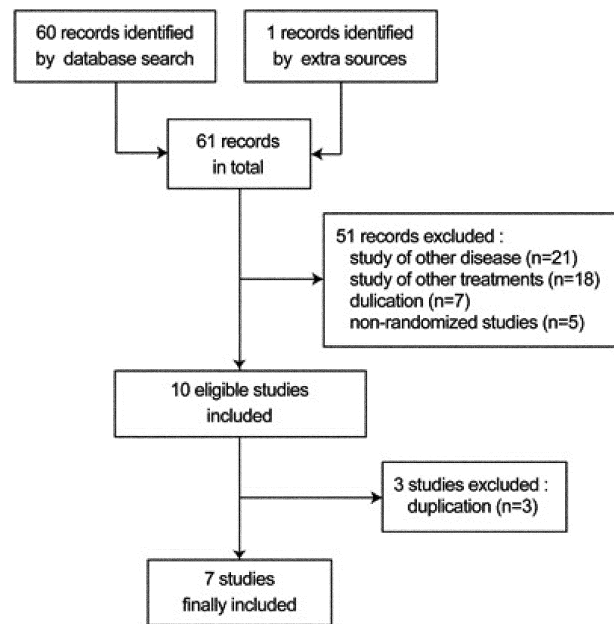 60 records identified
by database search
1 records identified
by extra sources
61 records
in total
51 records excluded :
study of other disease (n=21)
study of other treatments (n=18)
dulication (n=7)
non-randomized studies (n=5)
10 eligible studies
included
3 studies excluded :
duplication (n=3)
7 studies
finally included